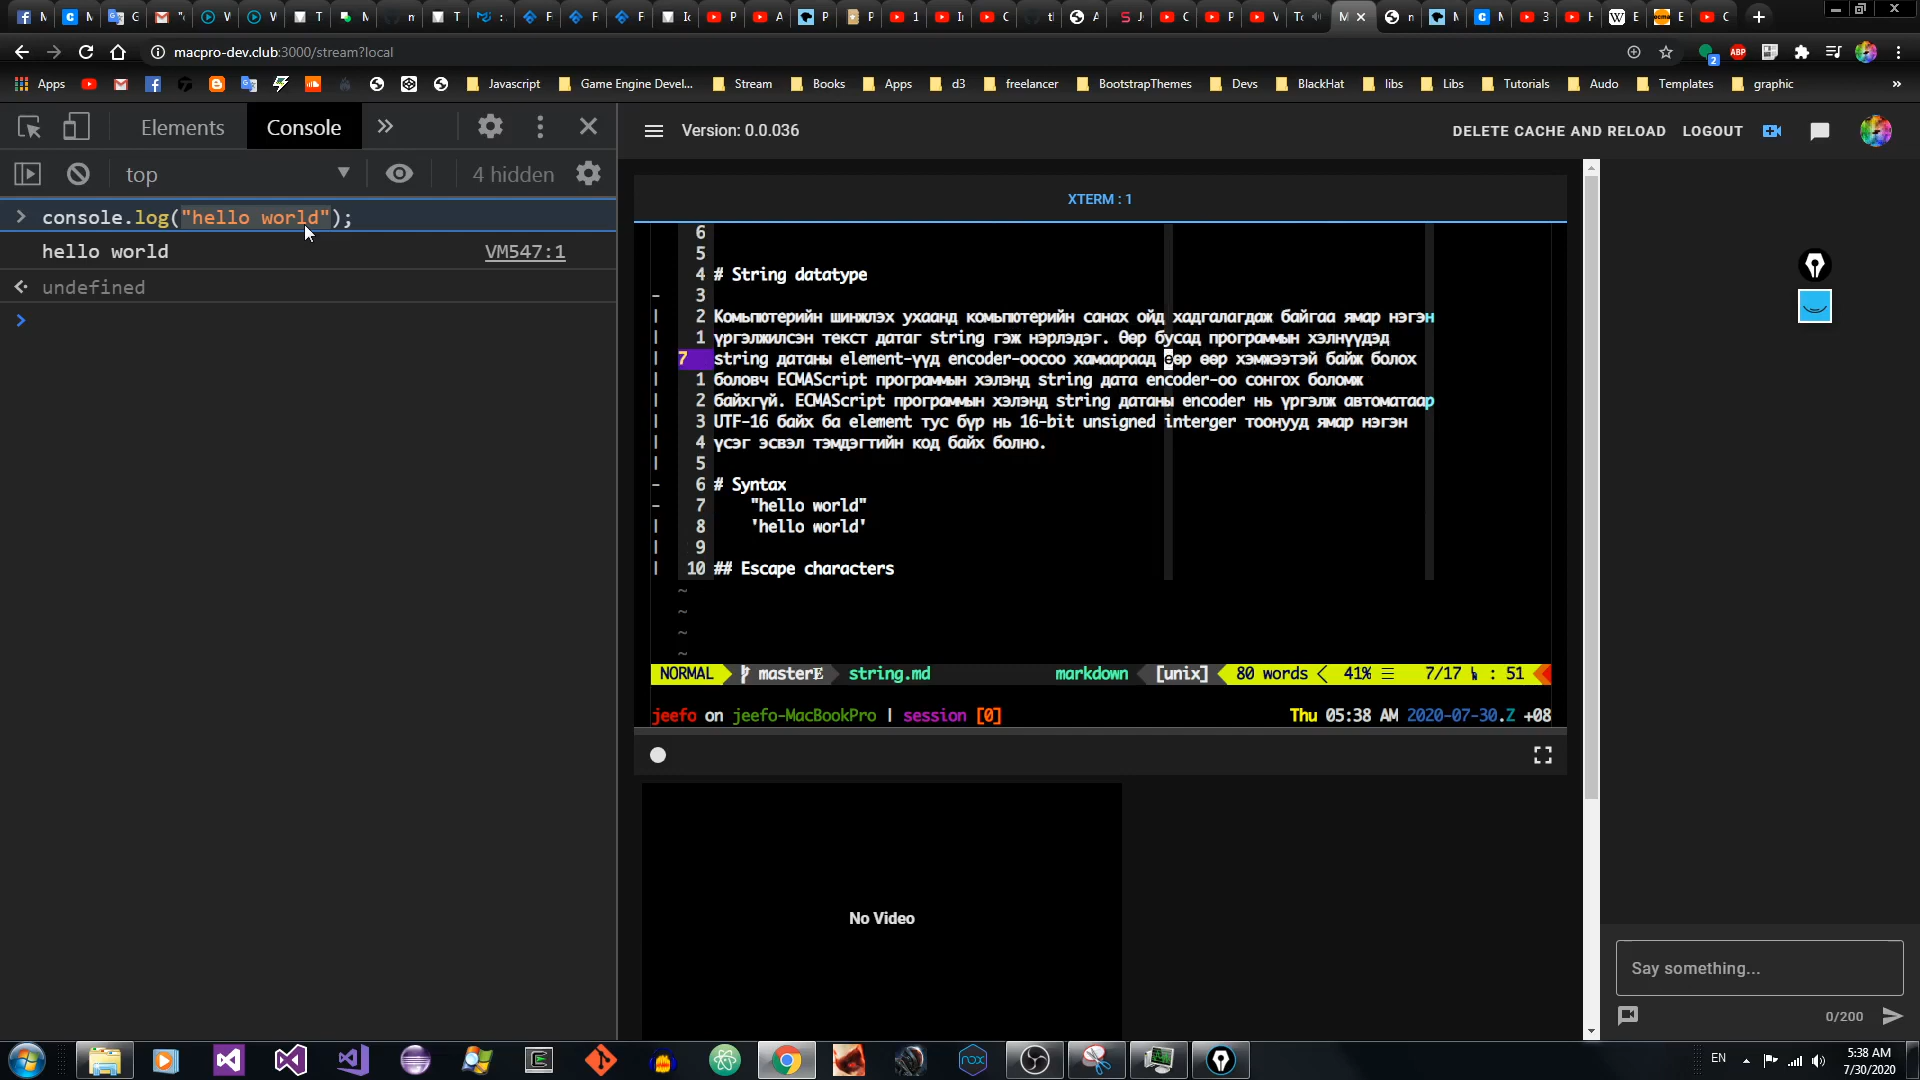 macpro-dev.club:3000/stream?local
Apps
Javascript
Game Engine Devel...
Stream
Books
Apps
d3
freelancer
BootstrapThemes
Devs
BlackHat
libs
Libs
Tutorials
Audo
Templates
graphic
Elements
Console
top
4 hidden
console.log("hello world");
hello world VM547:1
undefined
Version: 0.0.036
DELETE CACHE AND RELOAD
LOGOUT
XTERM : 1
6
5
4 # String datatype
3
2 Компютерийн шинжлэх ухаанд компютерийн санах ойд хадгалагдаж байгаа ямар нэгэн
1 үргэлжилсэн текст датаг string гэж нэрлэдэг. Өөр бусад программын хэлнүүдэд
7 string датаны element-үүд encoder-оосоо хамаараад өөр өөр хэмжээтэй байж болох
1 боловч ECMAScript программын хэлэнд string дата encoder-оо сонгох боломж
2 байхгүй. ECMAScript программын хэлэнд string датаны encoder нь үргэлж автоматаар
3 UTF-16 байх ба element тус бүр нь 16-bit unsigned interger тоонууд ямар нэгэн
4 үсэг эсвэл тэмдэгтийн код байх болно.
5
6 # Syntax
7 "hello world"
8 'hello world'
9
10 ## Escape characters
~
~
~
~
NORMAL master string.md markdown [unix] 80 words 41% 7/17 : 51
jeefo on jeefo-MacBookPro | session [0] Thu 05:38 AM 2020-07-30.Z +08
No Video
Say something...
0/200
EN
5:38 AM
7/30/2020